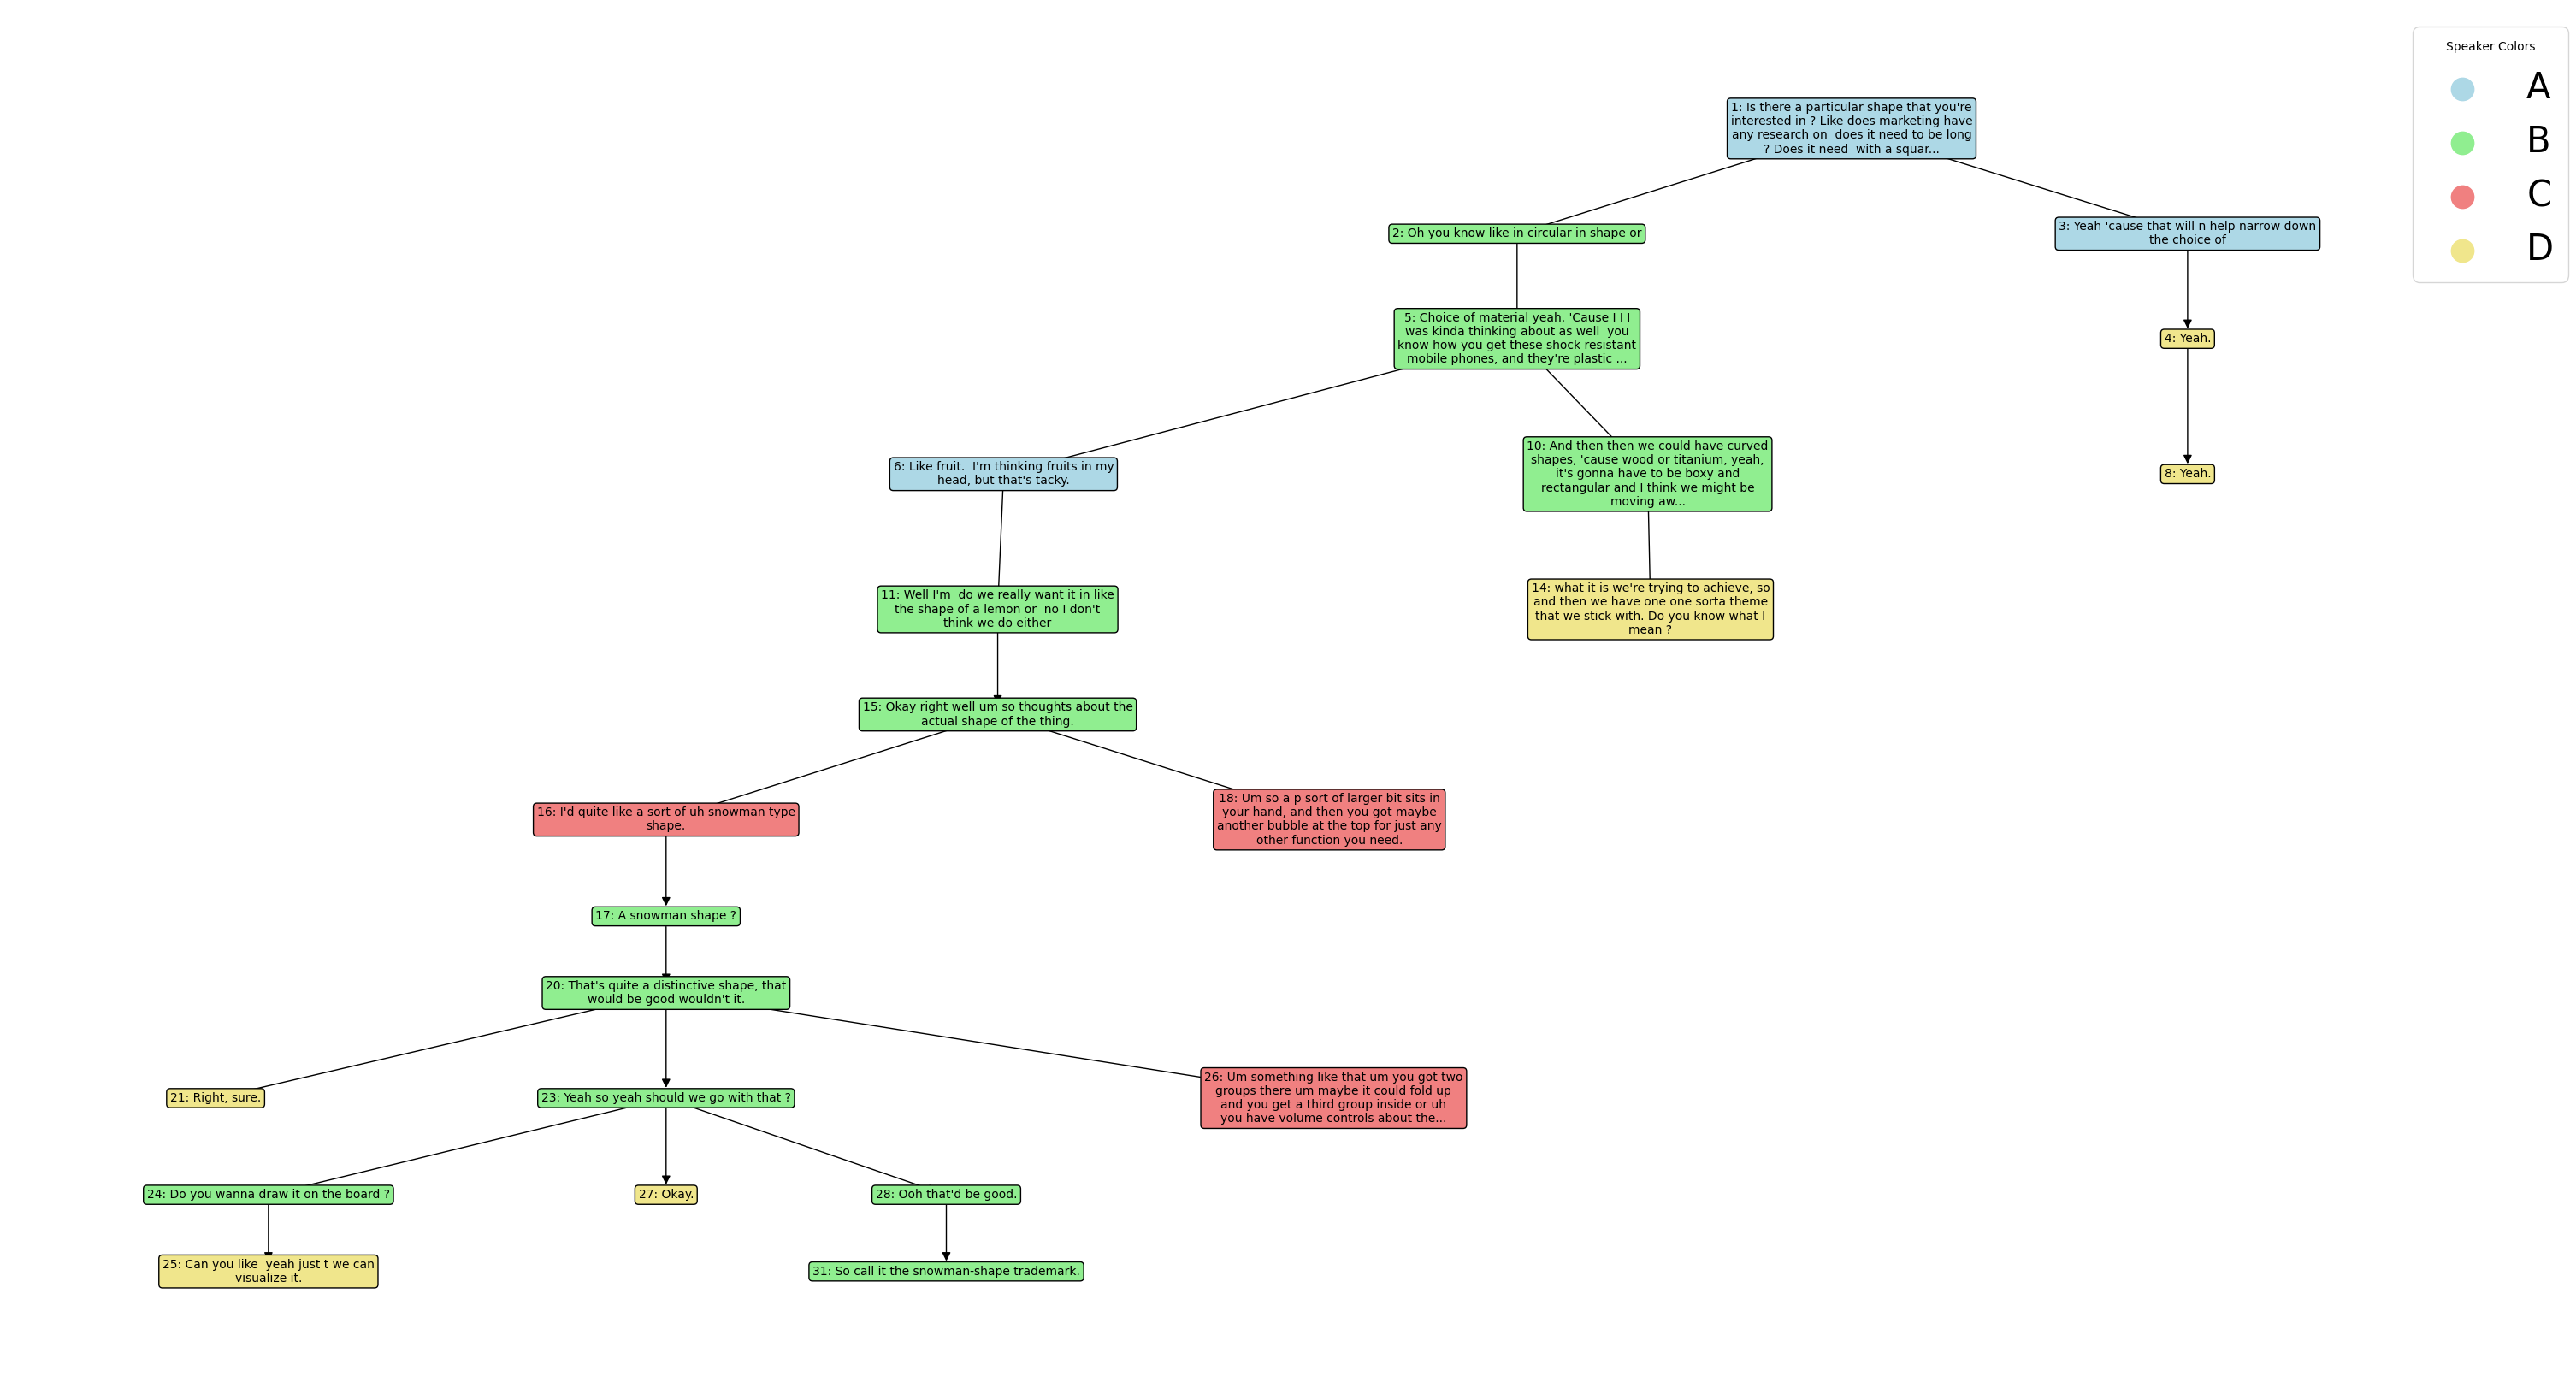 Speaker Colors
A
B
C
D
1: Is there a particular shape that you're
interested in ? Like does marketing have
any research on  does it need to be long
? Does it need  with a squar...
2: Oh you know like in circular in shape or
3: Yeah 'cause that will n help narrow down
the choice of
5: Choice of material yeah. 'Cause I I I
was kinda thinking about as well  you
know how you get these shock resistant
mobile phones, and they're plastic ...
4: Yeah.
6: Like fruit.  I'm thinking fruits in my
head, but that's tacky.
10: And then then we could have curved
shapes, 'cause wood or titanium, yeah,
it's gonna have to be boxy and
rectangular and I think we might be
moving aw...
8: Yeah.
11: Well I'm  do we really want it in like
the shape of a lemon or  no I don't
think we do either
14: what it is we're trying to achieve, so
and then we have one one sorta theme
that we stick with. Do you know what I
mean ?
15: Okay right well um so thoughts about the
actual shape of the thing.
16: I'd quite like a sort of uh snowman type
shape.
18: Um so a p sort of larger bit sits in
your hand, and then you got maybe
another bubble at the top for just any
other function you need.
17: A snowman shape ?
20: That's quite a distinctive shape, that
would be good wouldn't it.
21: Right, sure.
23: Yeah so yeah should we go with that ?
26: Um something like that um you got two
groups there um maybe it could fold up
and you get a third group inside or uh
you have volume controls about the...
24: Do you wanna draw it on the board ?
27: Okay.
28: Ooh that'd be good.
25: Can you like  yeah just t we can
visualize it.
31: So call it the snowman-shape trademark.